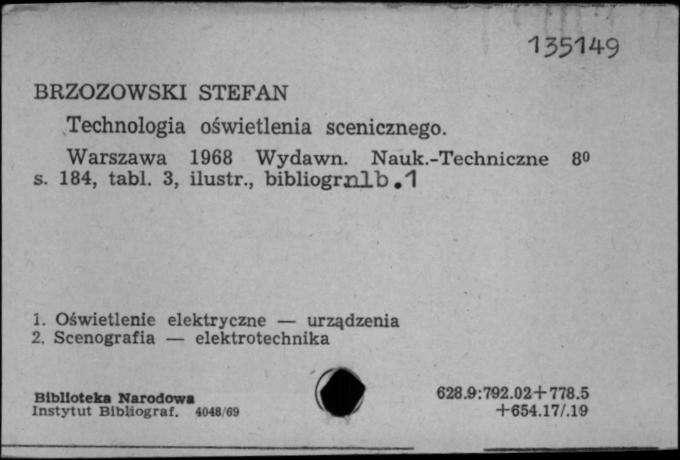 135149
BRZOZOWSKI STEFAN
Technologia oświetlenia scenicznego.
Warszawa 1968 Wydawn. Nauk.-Techniczne 8⁰
s. 184, tabl. 3, ilustr., bibliogr. nlb.1
1. Oświetlenie elektryczne — urządzenia
2. Scenografia — elektrotechnika
Biblioteka Narodowa
Instytut Bibliograf. 4048/69
628.9:792.02+778.5
+654.17/.19